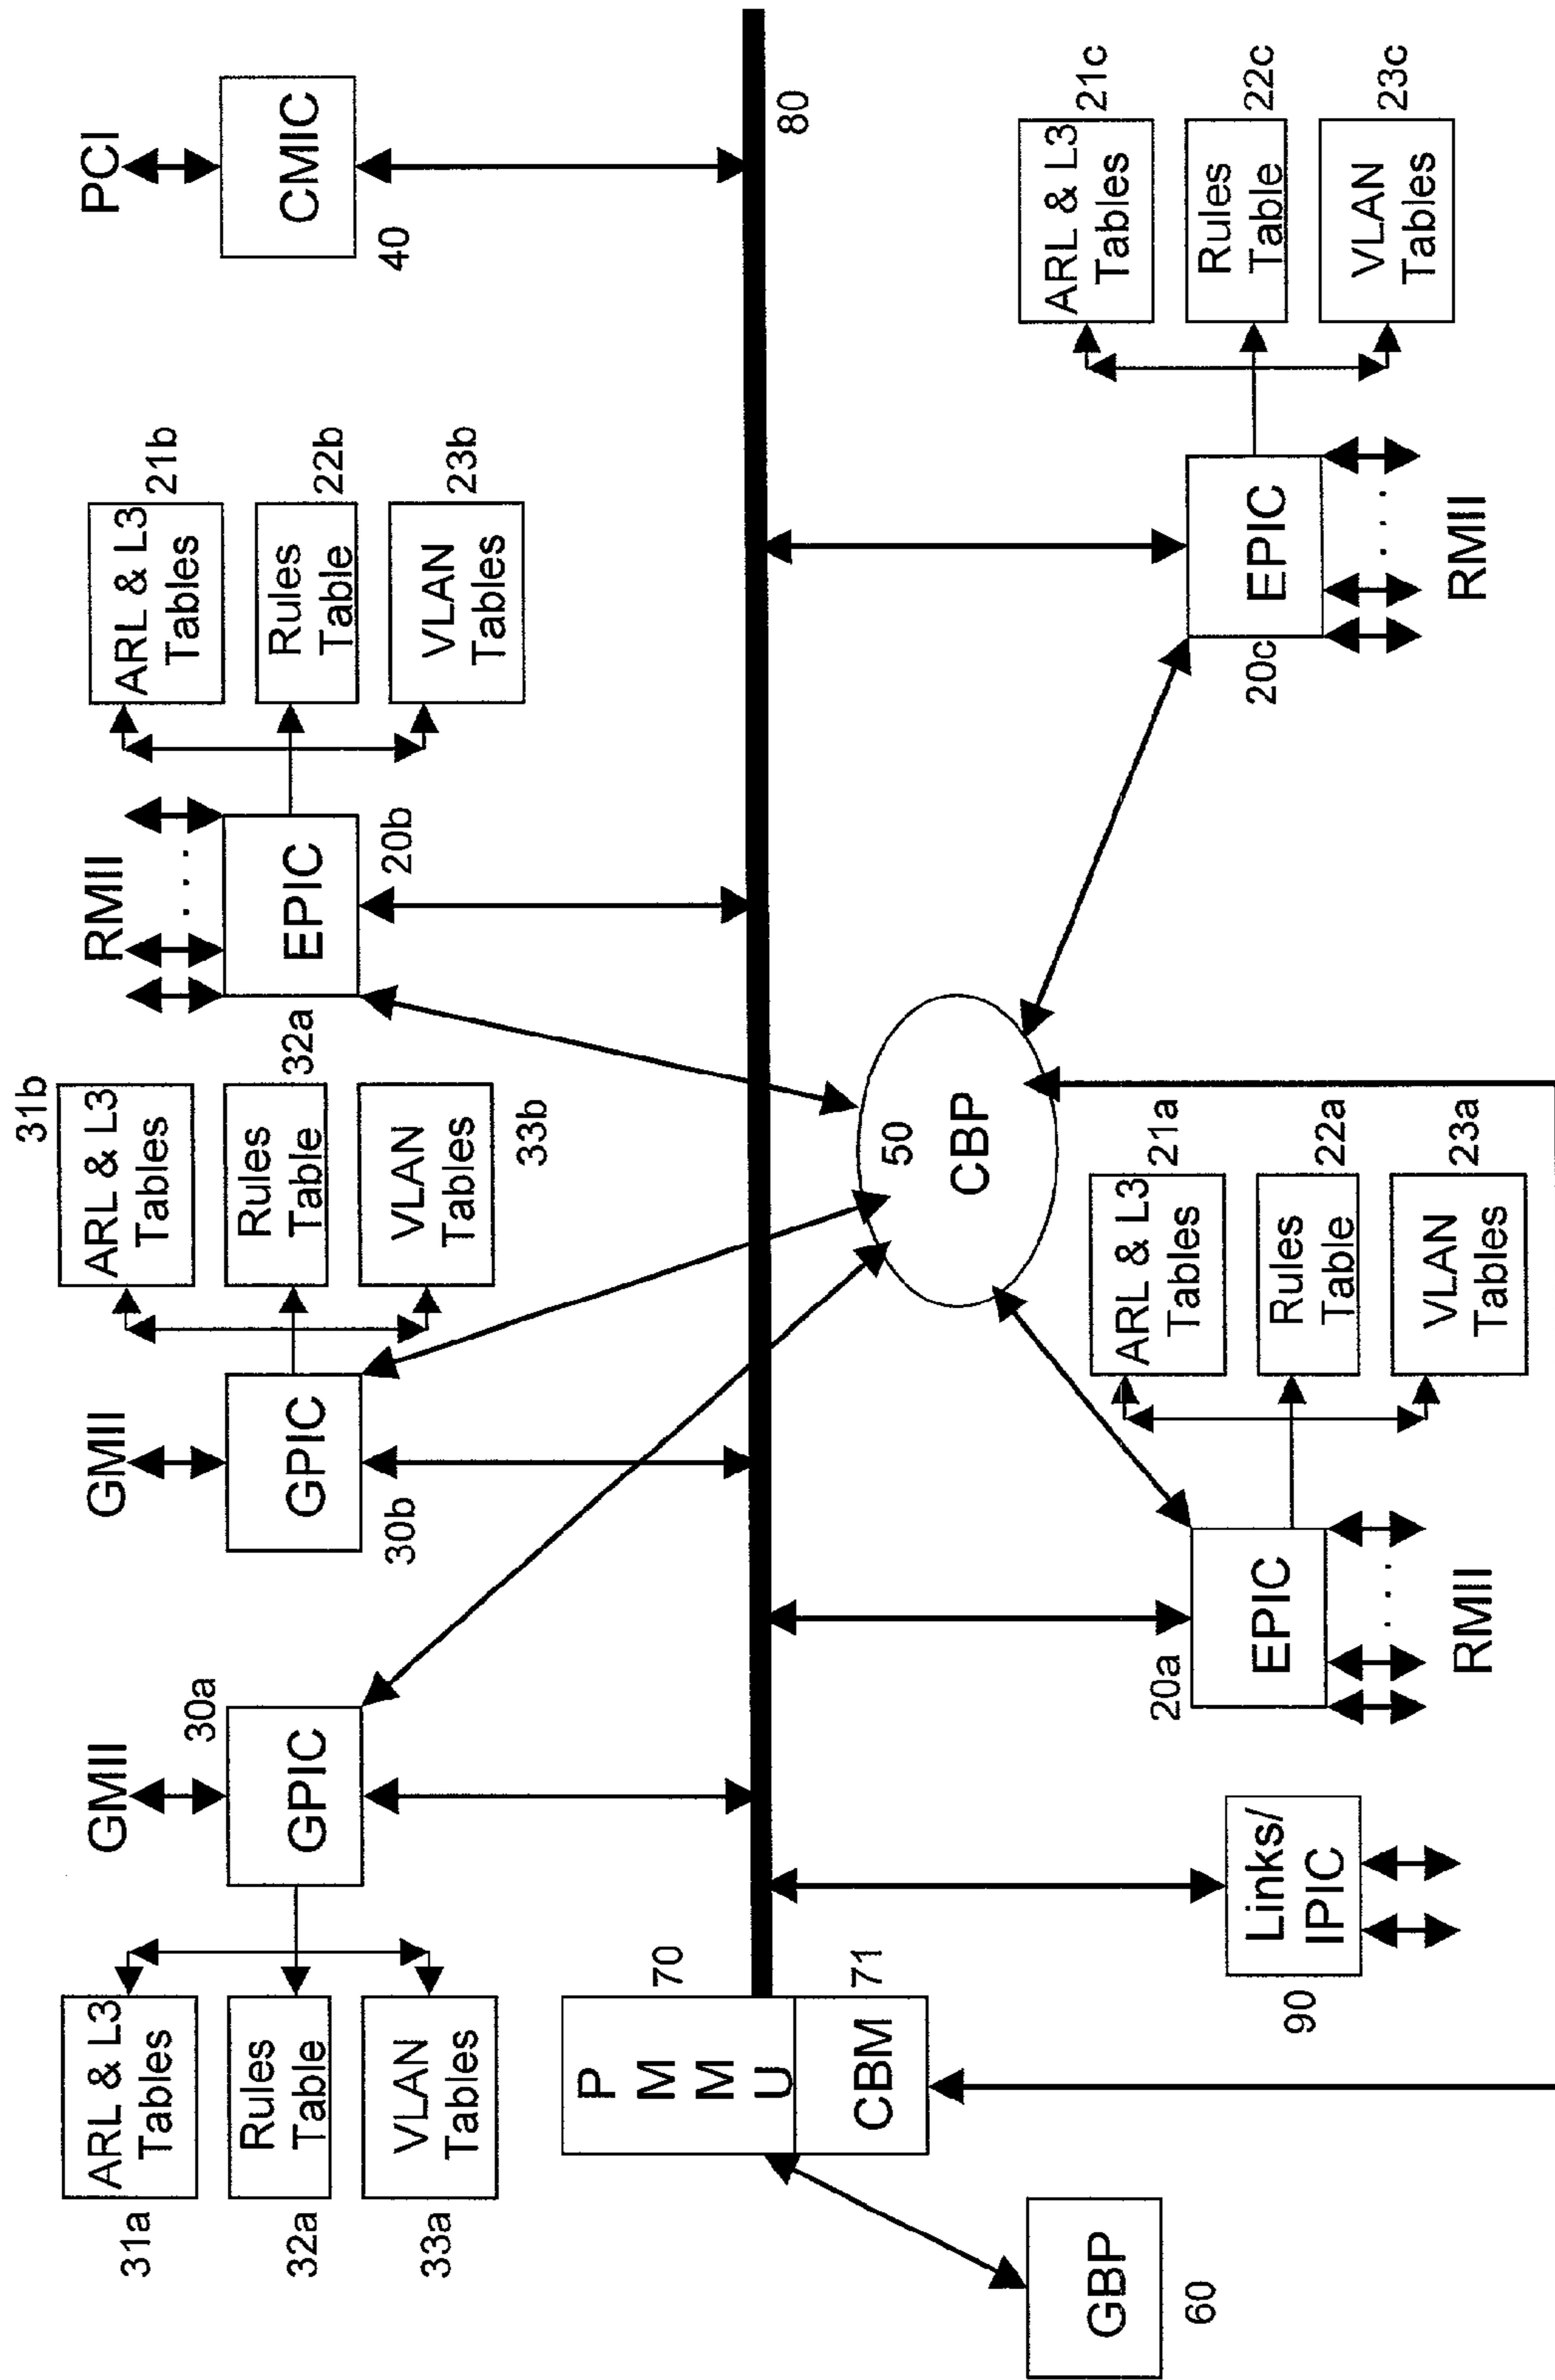 31a
ARL & L3
Tables
32a
Rules
Table
33a
VLAN
Tables
GMII
30a
GPIC
GMII
30b
GPIC
31b
ARL & L3
Tables
32a
Rules
Table
33b
VLAN
Tables
RMII
EPIC
20b
ARL & L3
Tables
21b
Rules
Table
22b
VLAN
Tables
23b
PCI
CMIC
40
P
M
M
U
70
CBM
71
80
GBP
60
50
CBP
Links/
IPIC
90
20a
EPIC
RMII
ARL & L3
Tables
21a
Rules
Table
22a
VLAN
Tables
23a
20c
EPIC
RMII
ARL & L3
Tables
21c
Rules
Table
22c
VLAN
Tables
23c